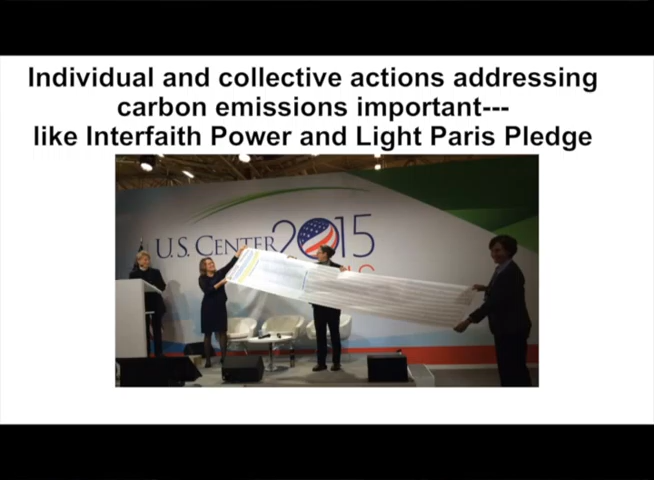 Individual and collective actions addressing
carbon emissions important---
like Interfaith Power and Light Paris Pledge
U.S. CENTER 2015